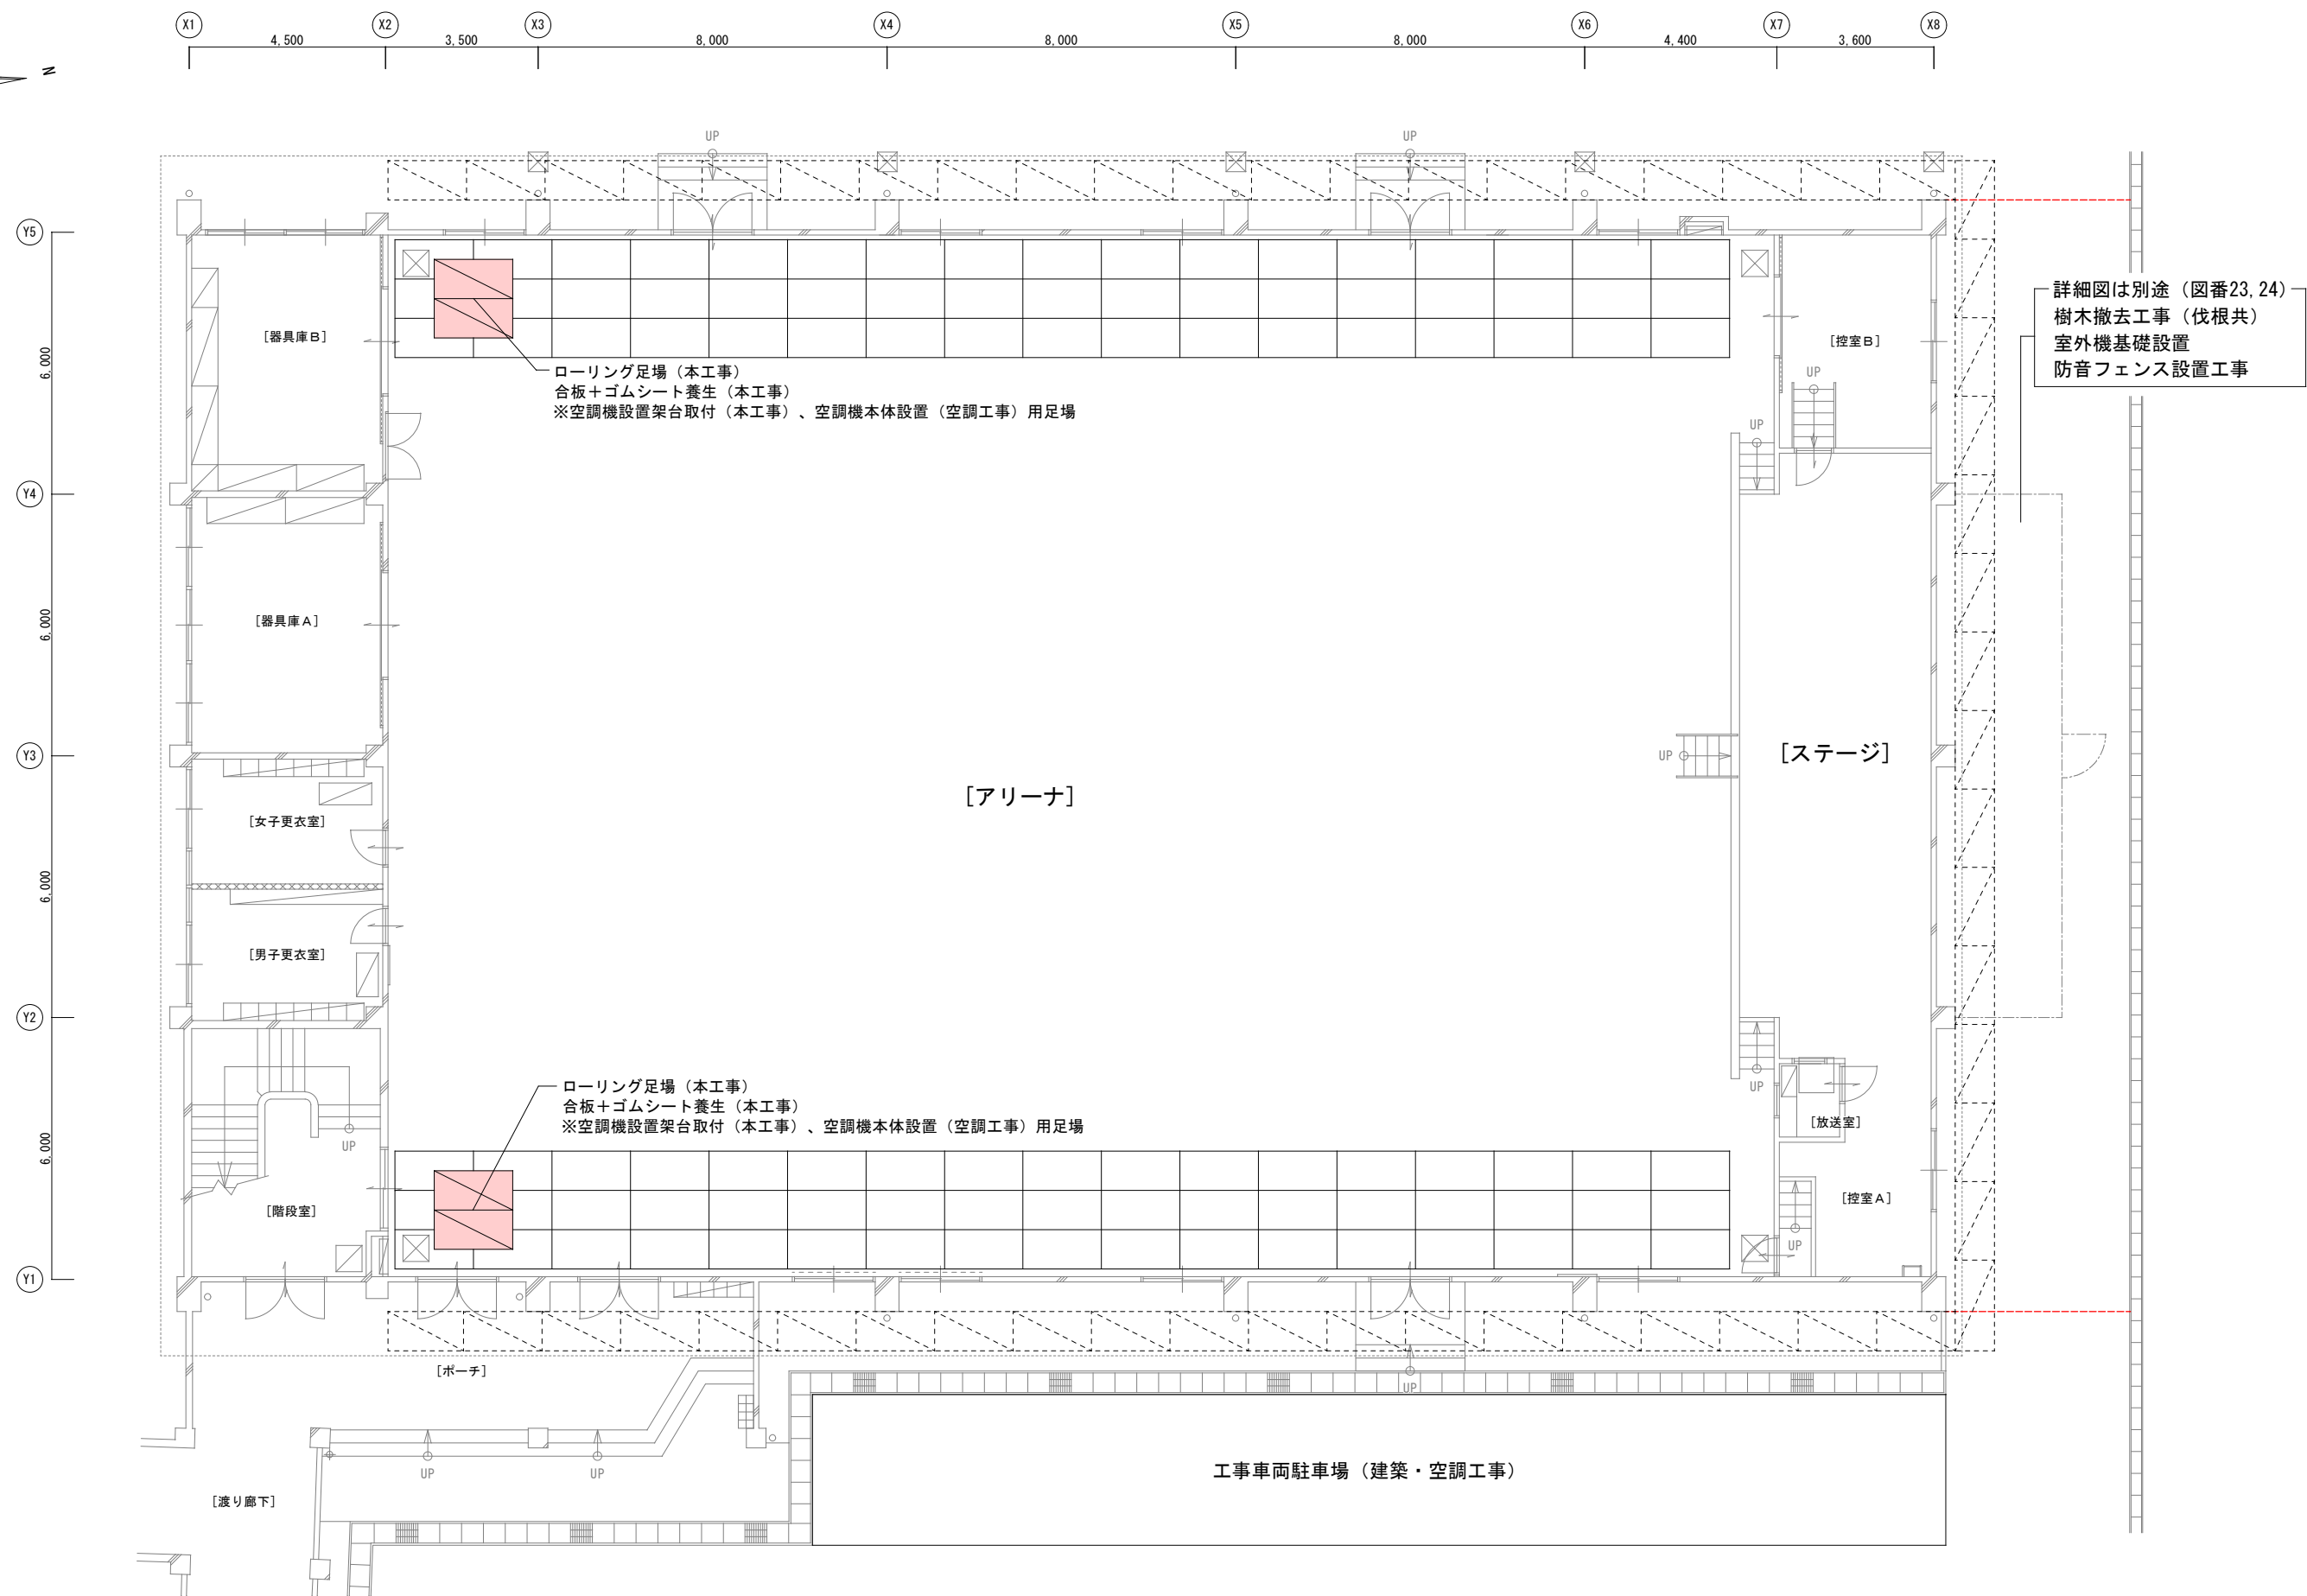 X1 X2 X3 X4 X5 X6 X7 X8
4,500 3,500 8,000 8,000 8,000 4,400 3,600
N
UP UP
Y5
詳細図は別途（図番23,24）
樹木撤去工事（伐根共）
室外機基礎設置
防音フェンス設置工事
[器具庫Ｂ]
[控室Ｂ]
6,000
ローリング足場（本工事）
合板＋ゴムシート養生（本工事）
※空調機設置架台取付（本工事）、空調機本体設置（空調工事）用足場
UP
UP
Y4
6,000
[器具庫Ａ]
Y3
UP
[ステージ]
[アリーナ]
[女子更衣室]
6,000
[男子更衣室]
Y2
ローリング足場（本工事）
合板＋ゴムシート養生（本工事）
※空調機設置架台取付（本工事）、空調機本体設置（空調工事）用足場
UP
[放送室]
6,000
UP
[控室Ａ]
[階段室]
UP
Y1
[ポーチ]
UP
UP UP
工事車両駐車場（建築・空調工事）
[渡り廊下]